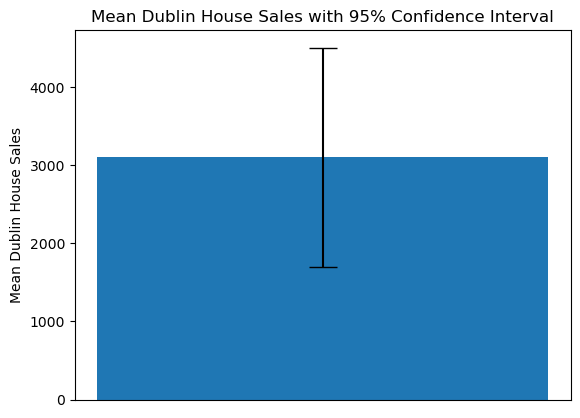 Mean Dublin House Sales with 95% Confidence Interval
Mean Dublin House Sales
4000
3000
2000
1000
0